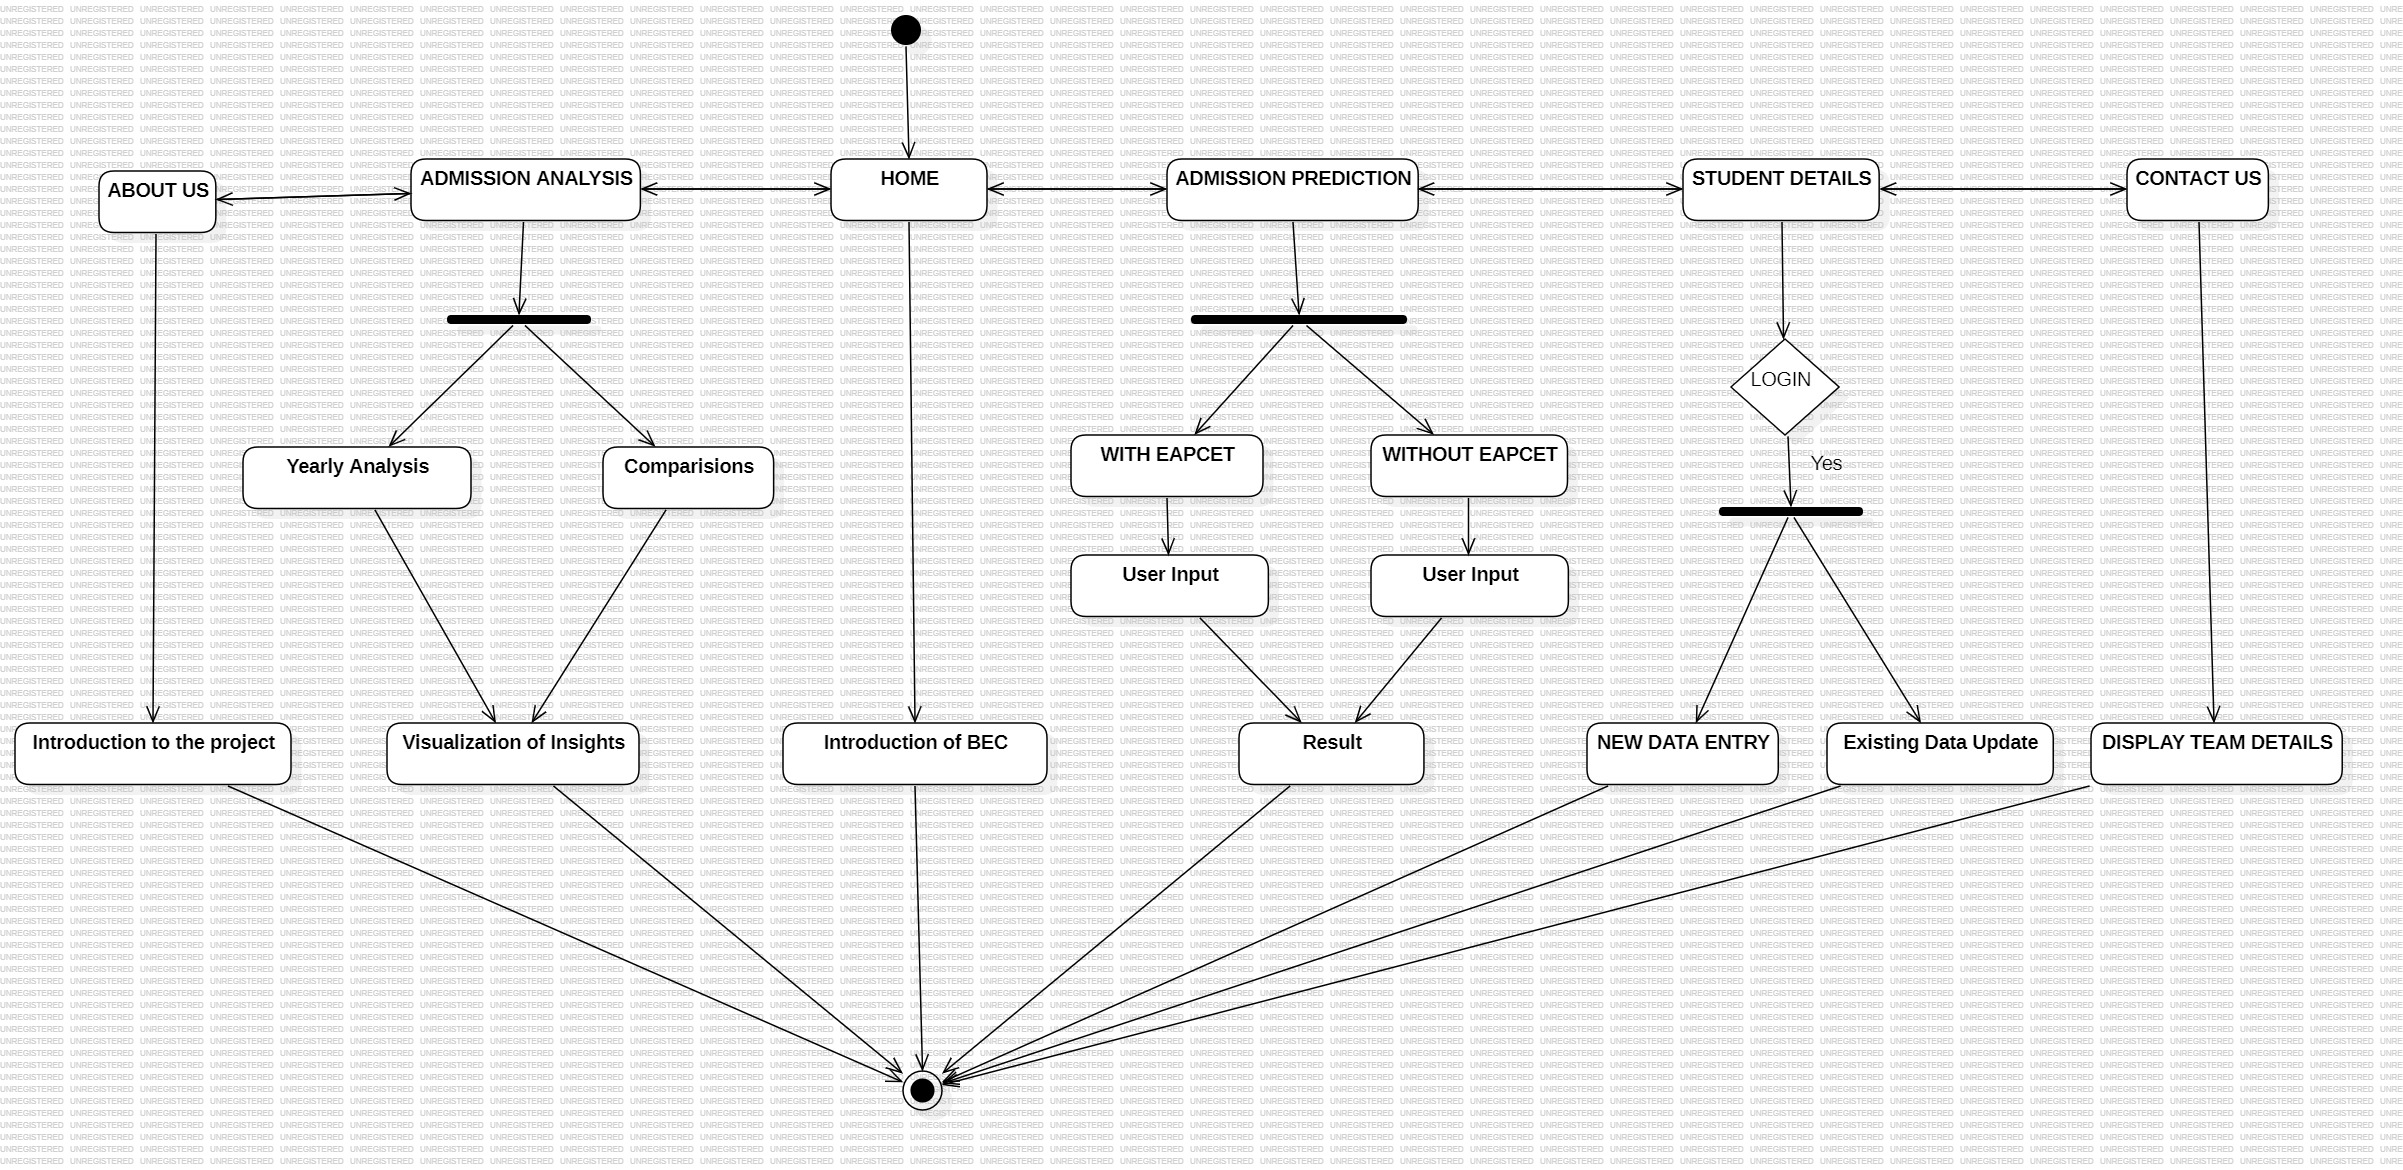 ABOUT US
ADMISSION ANALYSIS
HOME
ADMISSION PREDICTION
STUDENT DETAILS
CONTACT US
LOGIN
Yes
Yearly Analysis
Comparisions
WITH EAPCET
WITHOUT EAPCET
User Input
User Input
Introduction to the project
Visualization of Insights
Introduction of BEC
Result
NEW DATA ENTRY
Existing Data Update
DISPLAY TEAM DETAILS
UNREGISTERED